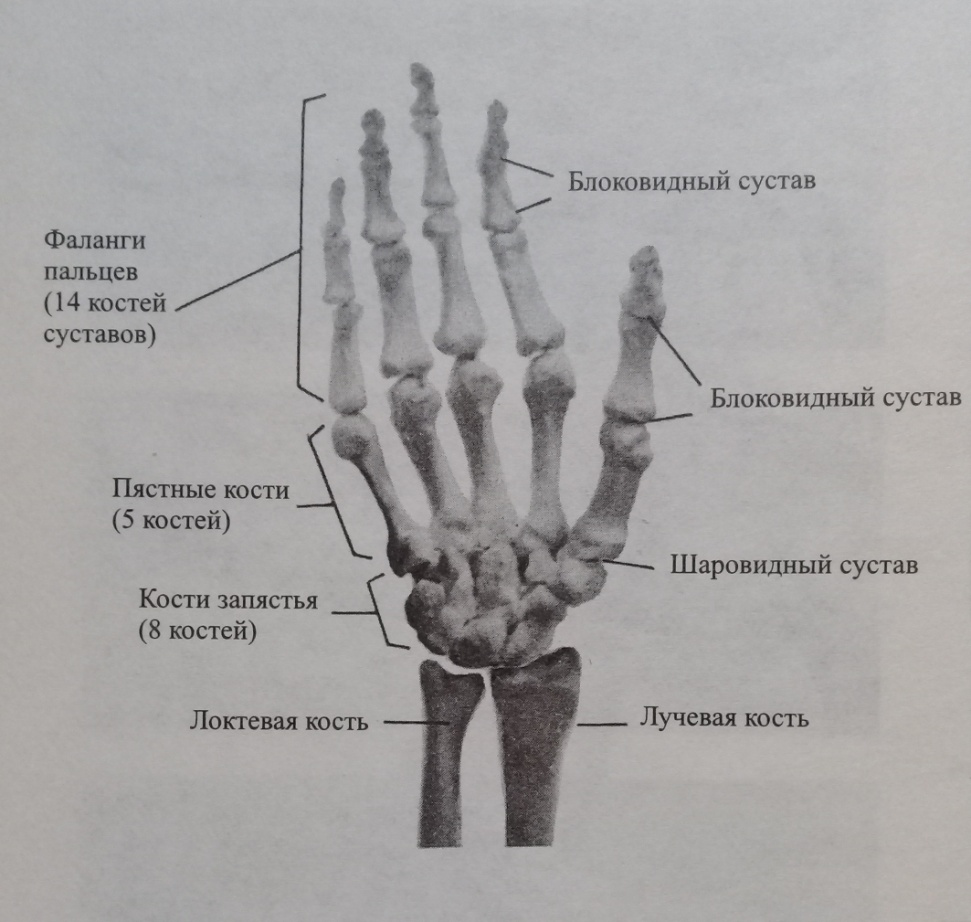 Блоковидный сустав
Фаланги
пальцев
(14 костей
суставов)
Блоковидный сустав
Пястные кости
(5 костей)
Шаровидный сустав
Кости запястья
(8 костей)
Локтевая кость
Лучевая кость